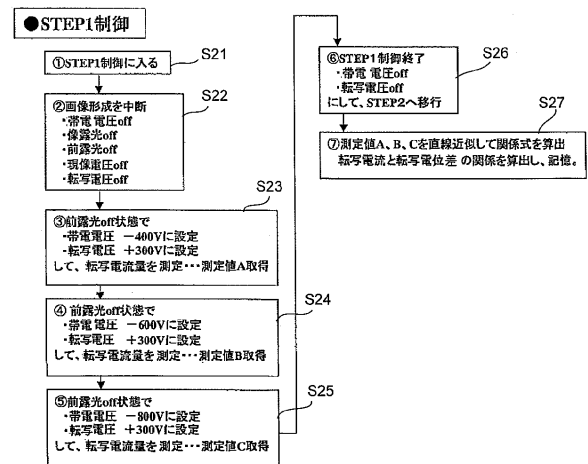 ●STEP1制御
①STEP1制御に入る
S21
②画像形成を中断
・帯電 電圧off
・像露光off
・前露光off
・現像電圧off
・転写電圧off
S22
③前露光off状態で
・帯電電圧 －400Vに設定
・転写電圧 ＋300Vに設定
して、転写電流量を測定･･･測定値A取得
S23
④ 前露光off状態で
・帯電電圧 －600Vに設定
・転写電圧 ＋300Vに設定
して、転写電流量を測定･･･測定値B取得
S24
⑤前露光off状態で
・帯電電圧 －800Vに設定
・転写電圧 ＋300Vに設定
して、転写電流量を測定･･･測定値C取得
S25
⑥STEP1制御終了
・帯電 電圧off
・転写電圧off
にして、STEP2へ移行
S26
⑦測定値A、B、Cを直線近似して関係式を算出
転写電流と転写電位差 の関係を算出し、記憶。
S27